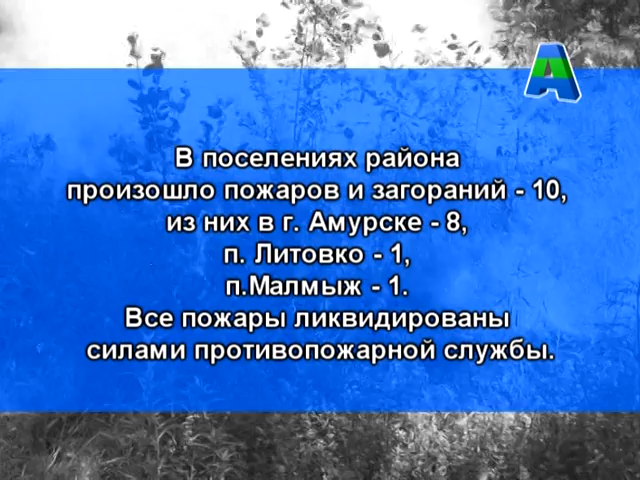 А
В поселениях района
произошло пожаров и загораний - 10,
из них в г. Амурске - 8,
п. Литовко - 1,
п.Малмыж - 1.
Все пожары ликвидированы
силами противопожарной службы.